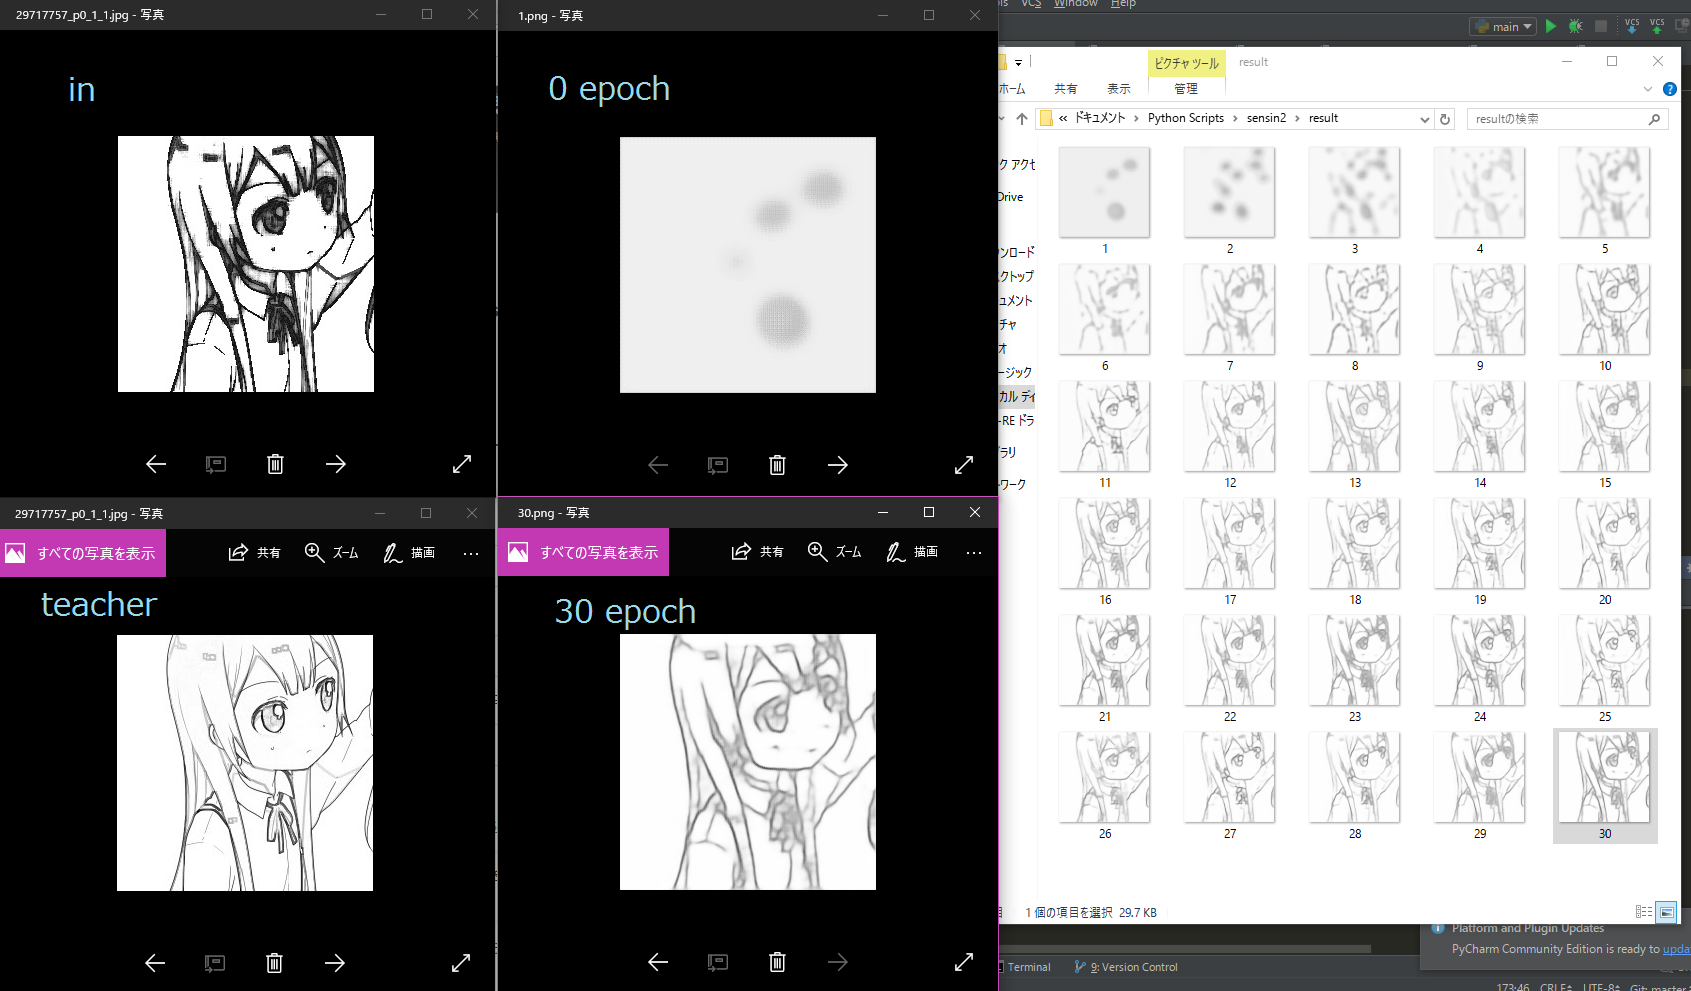 29717757_p0_1_1.jpg - 写真
in
1.png - 写真
0 epoch
29717757_p0_1_1.jpg - 写真
すべての写真を表示
共有
ズーム
描画
teacher
30.png - 写真
すべての写真を表示
共有
ズーム
描画
30 epoch
VCS Window Help
main
VCS VCS
ピクチャ ツール
result
ホーム 共有 表示 管理
« ドキュメント › Python Scripts › sensin2 › result
resultの検索
ク アクセ
Drive
ンロード
クトップ
ュメント
チャ
オ
ージック
カル ディ
-RE ドラ
ラリ
ワーク
1 2 3 4 5
6 7 8 9 10
11 12 13 14 15
16 17 18 19 20
21 22 23 24 25
26 27 28 29 30
1 個の項目を選択 29.7 KB
Platform and Plugin Updates
PyCharm Community Edition is ready to upda
Terminal
9: Version Control
173:46 CRLF UTF-8 Git: master